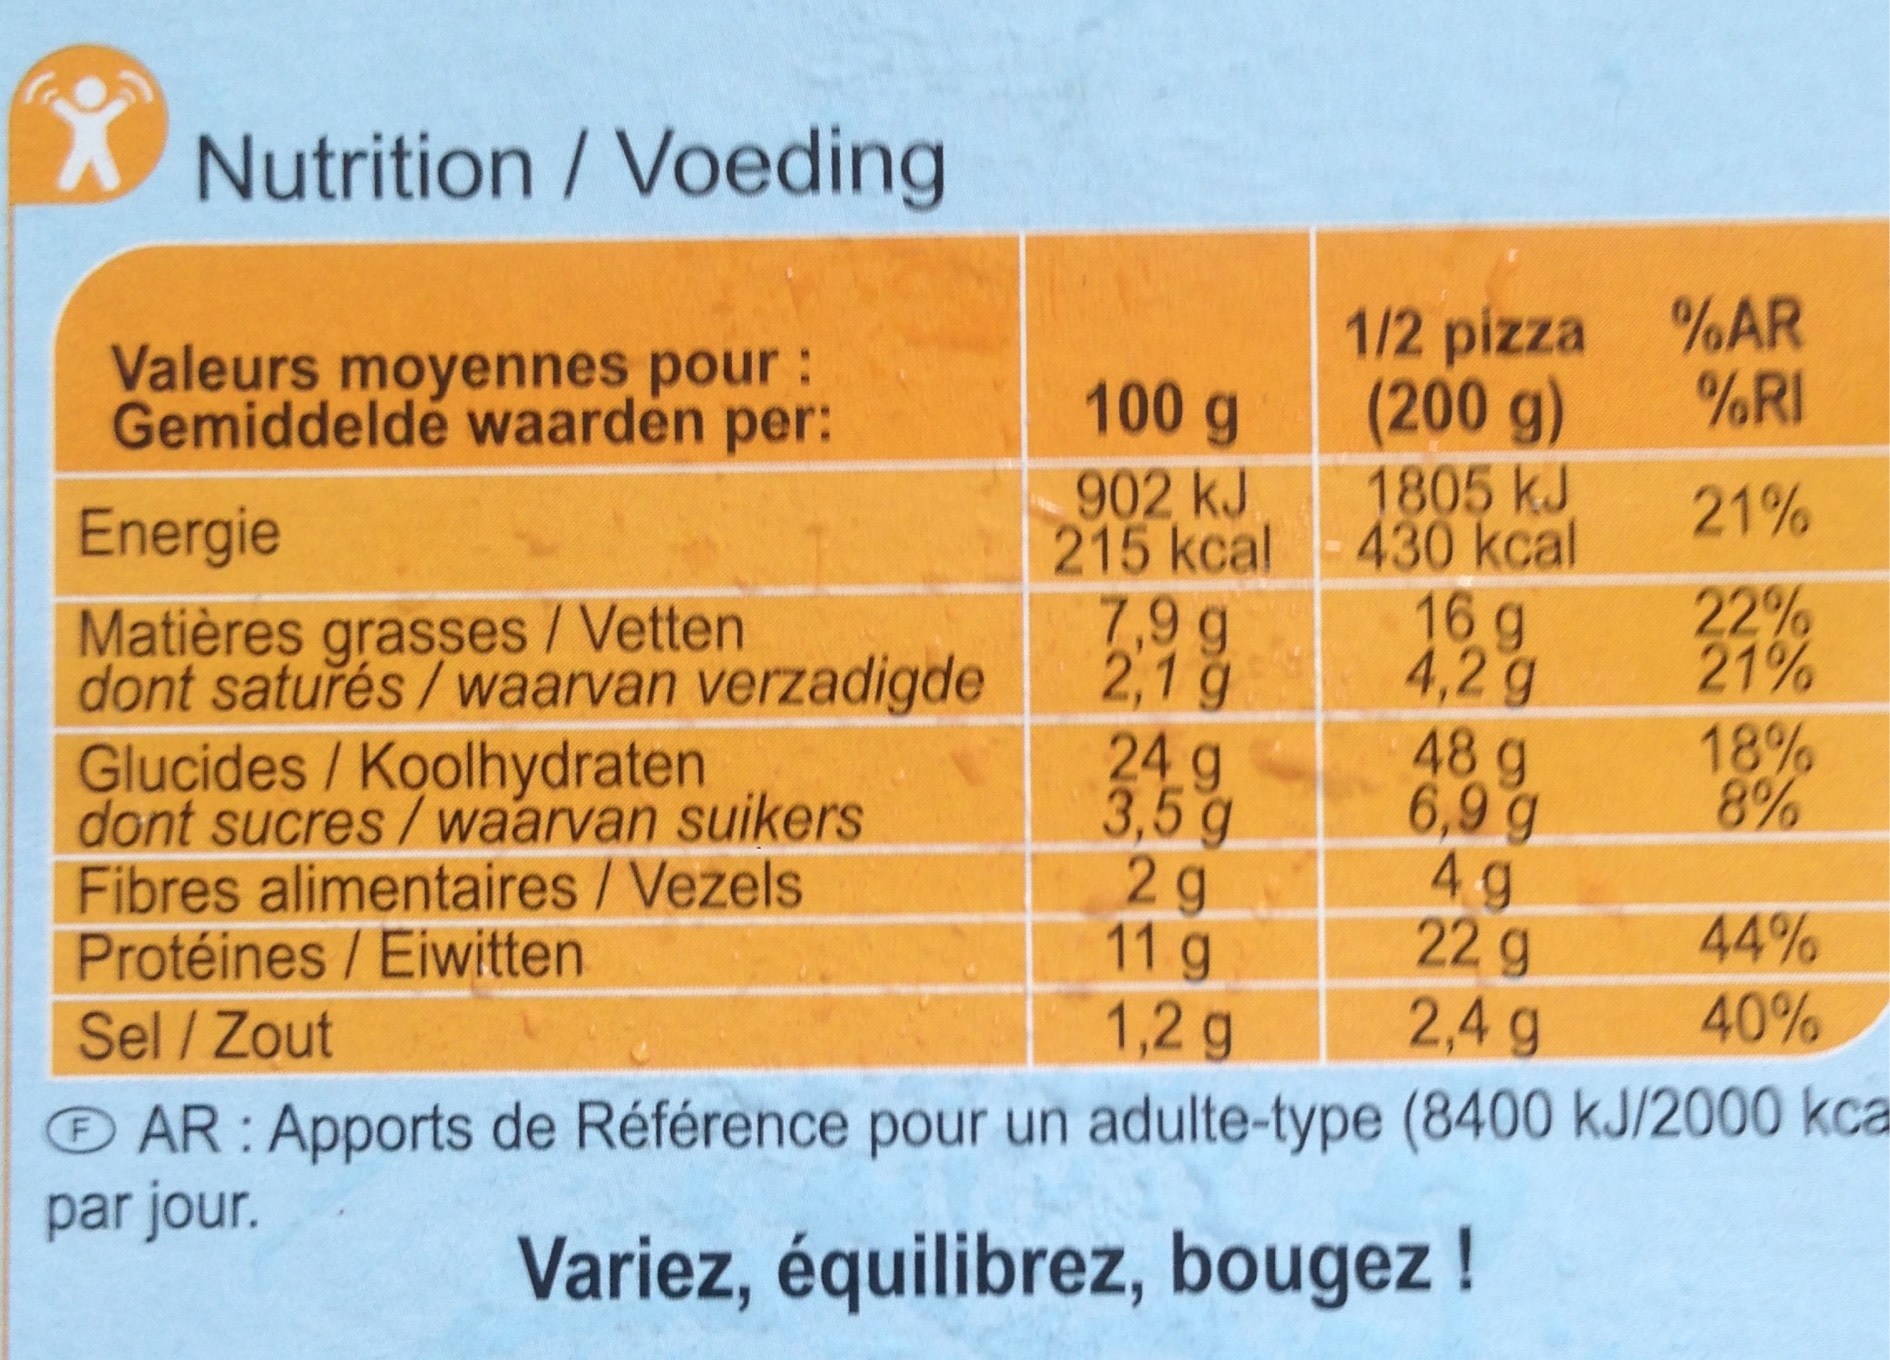 Nutrition / Voeding
Valeurs moyennes pour :
Gemiddelde waarden per:
100 g
1/2 pizza
(200 g)
%AR
%RI
Energie
902 kJ
215 kcal
1805 kJ
430 kcal
21%
Matières grasses / Vetten 7,9 g 16 g 22%
dont saturés / waarvan verzadigde 2,1 g 4,2 g 21%
Glucides / Koolhydraten 24 g 48 g 18%
dont sucres / waarvan suikers 3,5 g 6,9 g 8%
Fibres alimentaires / Vezels 2 g 4 g
Protéines / Eiwitten 11 g 22 g 44%
Sel / Zout 1,2 g 2,4 g 40%
Ⓕ AR : Apports de Référence pour un adulte-type (8400 kJ/2000 kca
par jour.
Variez, équilibrez, bougez !